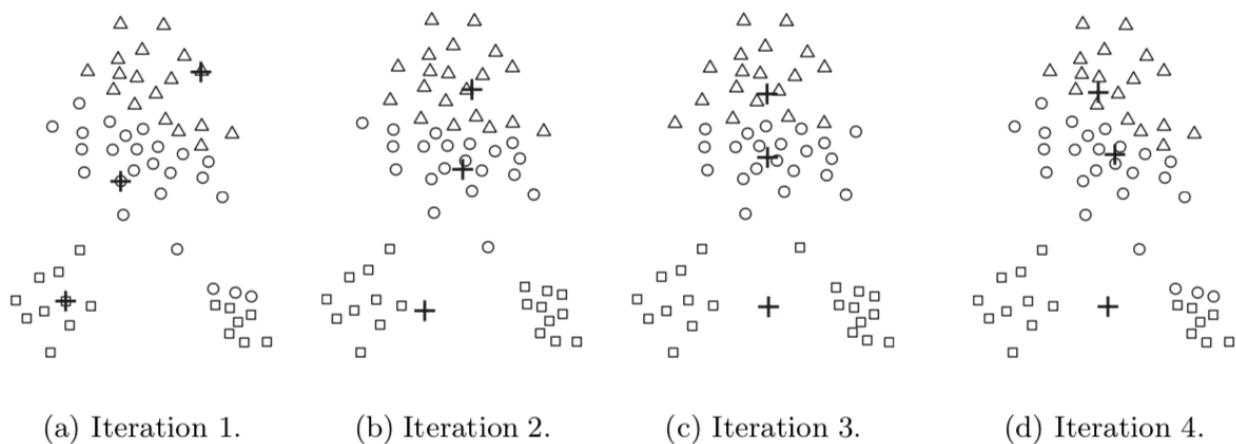 (a) Iteration 1.
(b) Iteration 2.
(c) Iteration 3.
(d) Iteration 4.